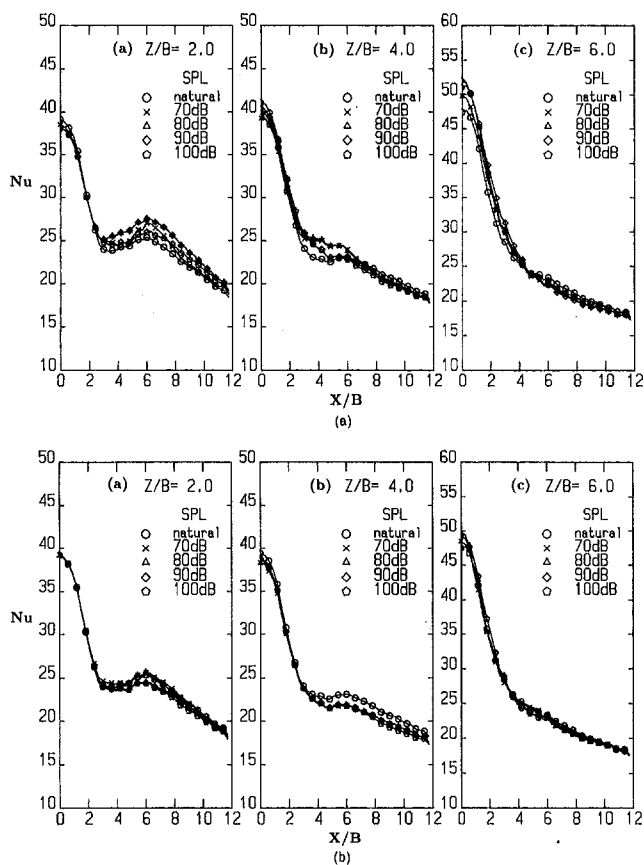 (a) Z/B= 2.0
SPL
natural
70dB
80dB
90dB
100dB
50
45
40
35
30
25
20
15
10
Nu
0 2 4 6 8 10 12
(b) Z/B= 4.0
SPL
natural
70dB
80dB
90dB
100dB
50
45
40
35
30
25
20
15
10
0 2 4 6 8 10 12
X/B
(a)
(c) Z/B= 6.0
SPL
natural
70dB
80dB
90dB
100dB
60
55
50
45
40
35
30
25
20
15
10
0 2 4 6 8 10 12
(a) Z/B= 2.0
SPL
natural
70dB
80dB
90dB
100dB
50
45
40
35
30
25
20
15
10
Nu
0 2 4 6 8 10 12
(b) Z/B= 4.0
SPL
natural
70dB
80dB
90dB
100dB
50
45
40
35
30
25
20
15
10
0 2 4 6 8 10 12
X/B
(b)
(c) Z/B= 6.0
SPL
natural
70dB
80dB
90dB
100dB
60
55
50
45
40
35
30
25
20
15
10
0 2 4 6 8 10 12